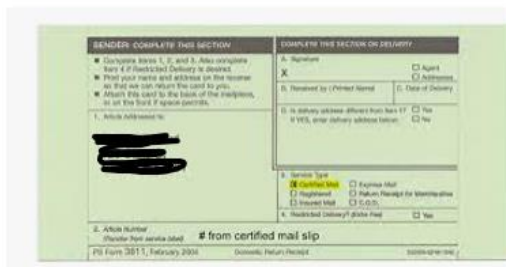 SENDER: COMPLETE THIS SECTION
■ Complete items 1, 2, and 3. Also complete
item 4 if Restricted Delivery is desired.
■ Print your name and address on the reverse
so that we can return the card to you.
■ Attach this card to the back of the mailpiece,
or on the front if space permits.
1. Article Addressed to:
2. Article Number
(Transfer from service label)
# from certified mail slip
PS Form 3811, February 2004
Domestic Return Receipt
COMPLETE THIS SECTION ON DELIVERY
A. Signature
X
☐ Agent
☐ Addressee
B. Received by (Printed Name)
C. Date of Delivery
D. Is delivery address different from item 1? ☐ Yes
If YES, enter delivery address below: ☐ No
3. Service Type
Certified Mail ☐ Express Mail
☐ Registered ☐ Return Receipt for Merchandise
☐ Insured Mail ☐ C.O.D.
4. Restricted Delivery? (Extra Fee) ☐ Yes